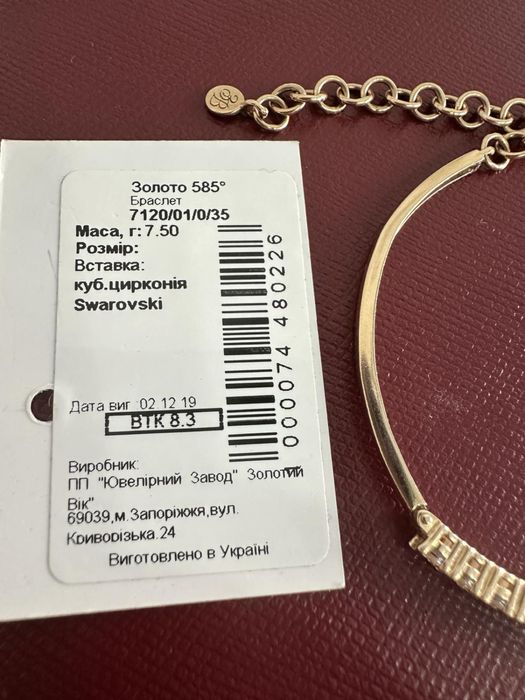 Золото 585°
Браслет
7120/01/0/35
Маса, г: 7.50
Розмір:
Вставка:
куб.цирконія
Swarovski
Дата виг 02 12 19
ВТК 8.3
000074 480226
Виробник:
ПП "Ювелірний Завод" Золотий
Вік"
69039,м.Запоріжжя,вул.
Криворізька.24
Виготовлено в Україні